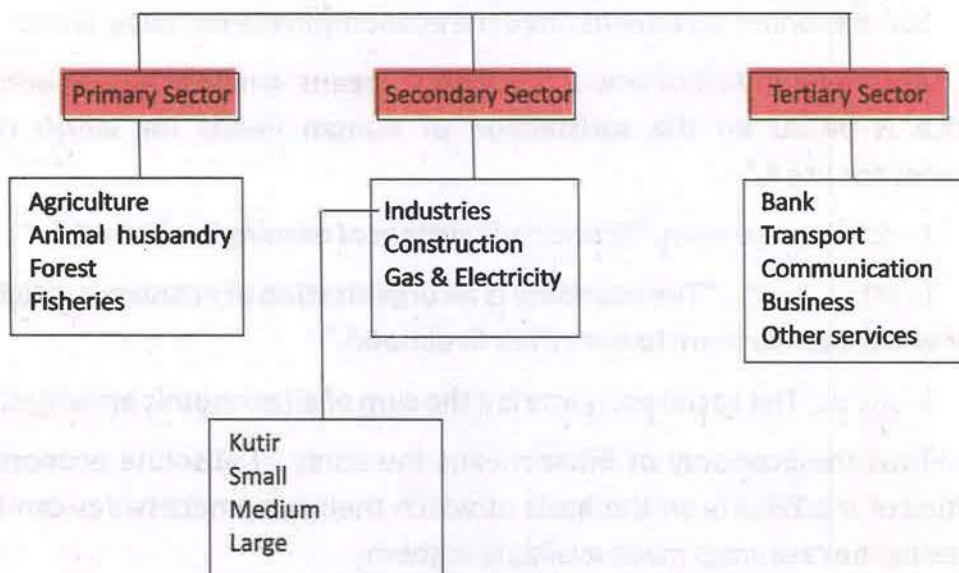 Primary Sector
Secondary Sector
Tertiary Sector
Agriculture
Animal husbandry
Forest
Fisheries
Industries
Construction
Gas & Electricity
Bank
Transport
Communication
Business
Other services
Kutir
Small
Medium
Large